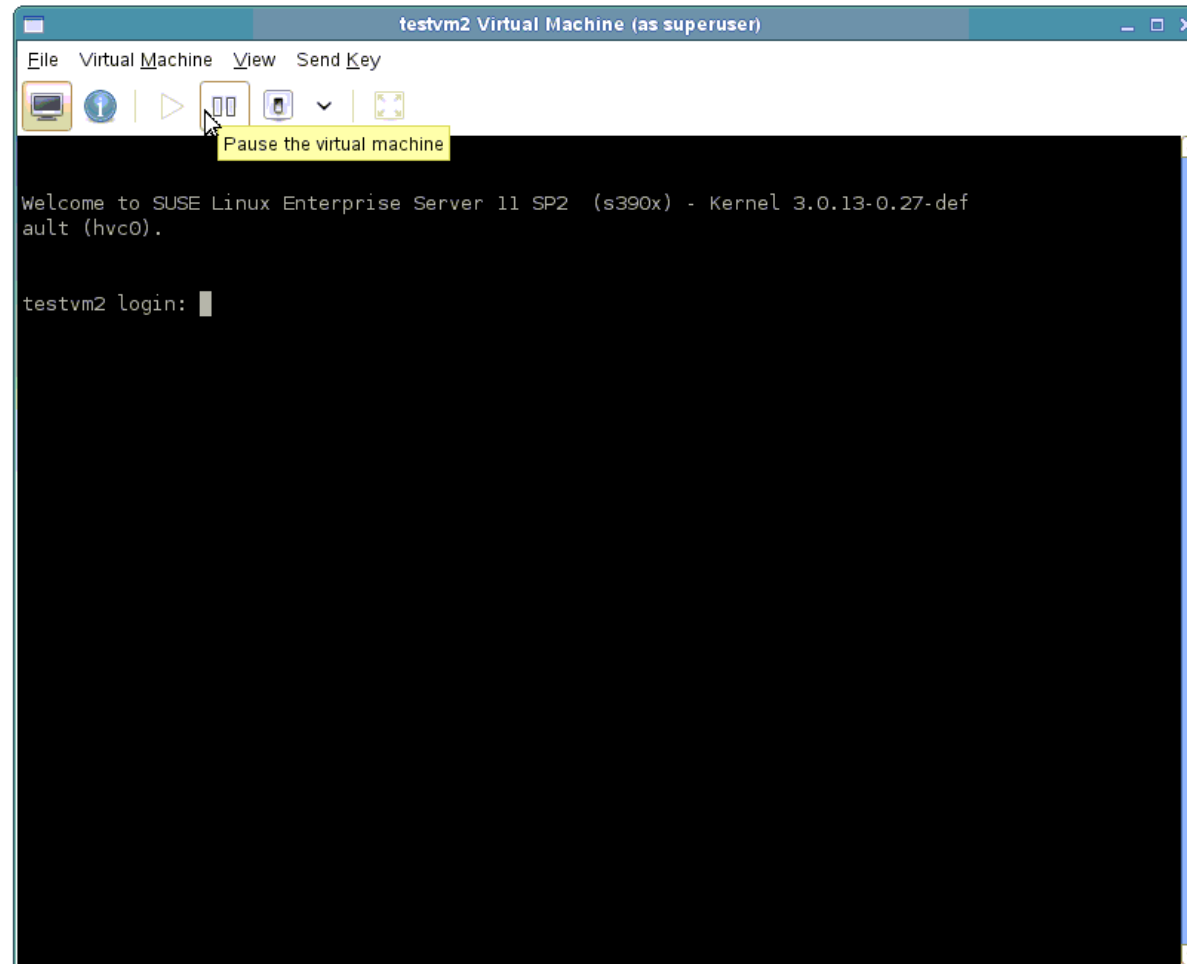 testvm2 Virtual Machine (as superuser)
File Virtual Machine View Send Key
Pause the virtual machine
Welcome to SUSE Linux Enterprise Server 11 SP2  (s390x) - Kernel 3.0.13-0.27-def
ault (hvc0).
testvm2 login: